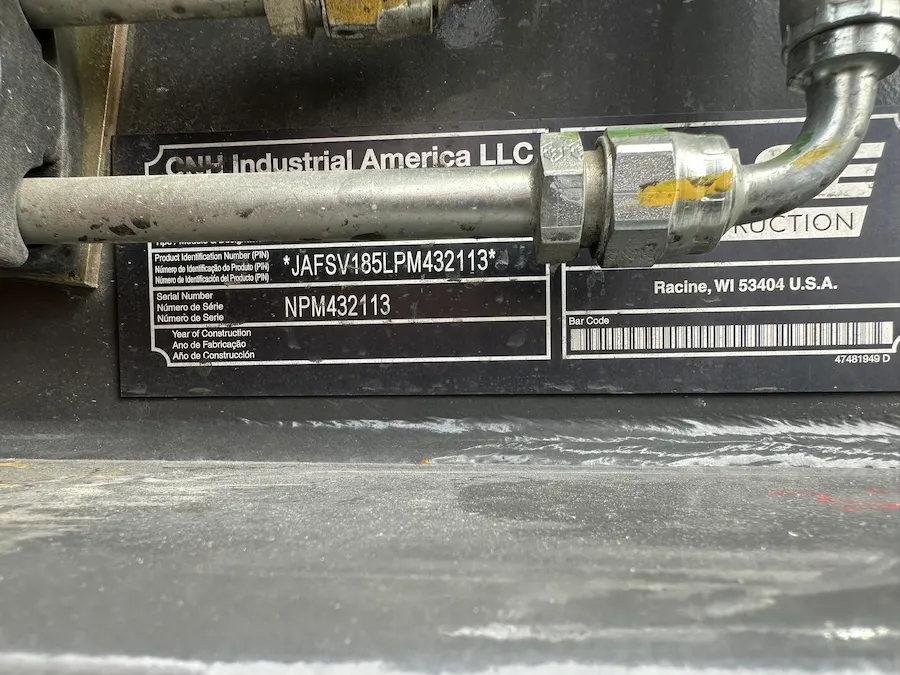 CNH Industrial America LLC
Product Identification Number (PIN)
Número de Identificação do Produto (PIN)
Número de Identificación del Producto (PIN)
*JAFSV185LPM432113*
Serial Number
Número de Série
Número de Serie
NPM432113
Year of Construction
Ano de Fabricação
Año de Construcción
RUCTION
Racine, WI 53404 U.S.A.
Bar Code
47481949 D